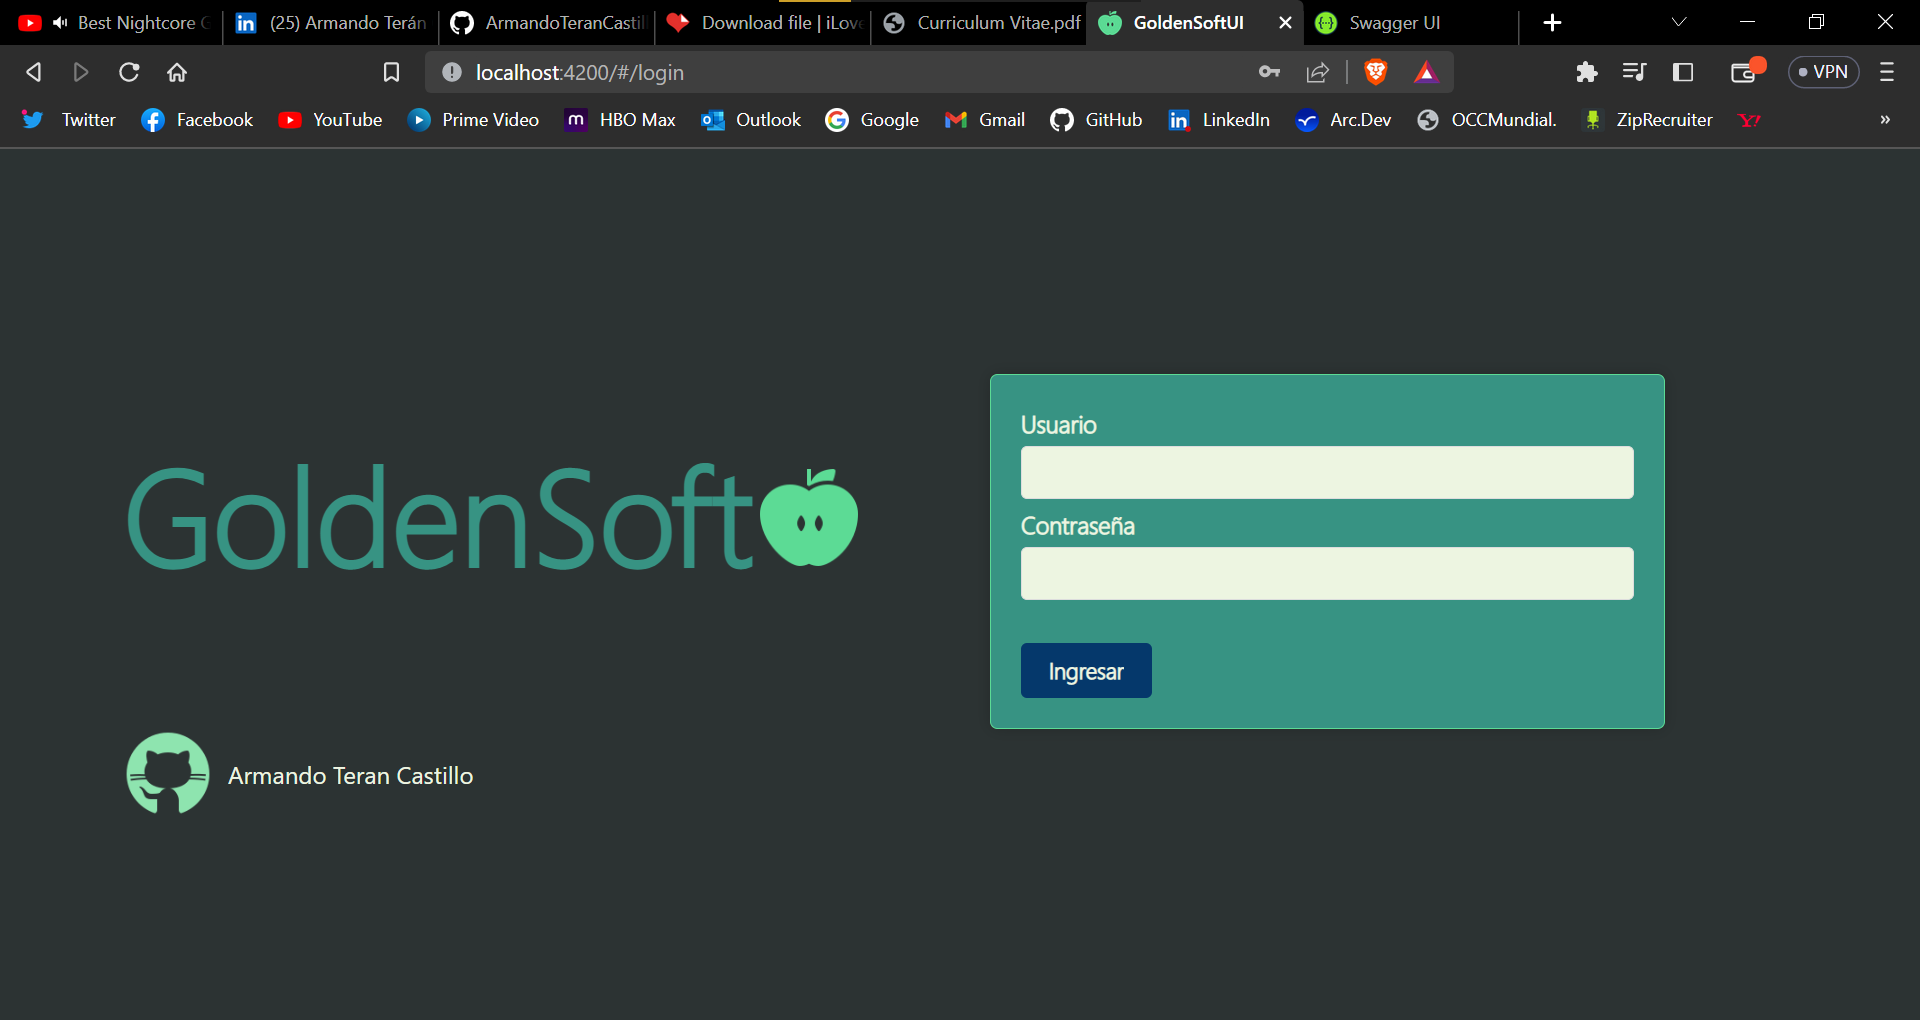 Best Nightcore G
(25) Armando Terán
ArmandoTeranCastill
Download file | iLove
Curriculum Vitae.pdf
GoldenSoftUI
Swagger UI
localhost:4200/#/login
VPN
Twitter
Facebook
YouTube
Prime Video
m HBO Max
Outlook
Google
Gmail
GitHub
in LinkedIn
Arc.Dev
OCCMundial.
ZipRecruiter
Y!
»
Usuario
GoldenSoft
Contraseña
Ingresar
Armando Teran Castillo